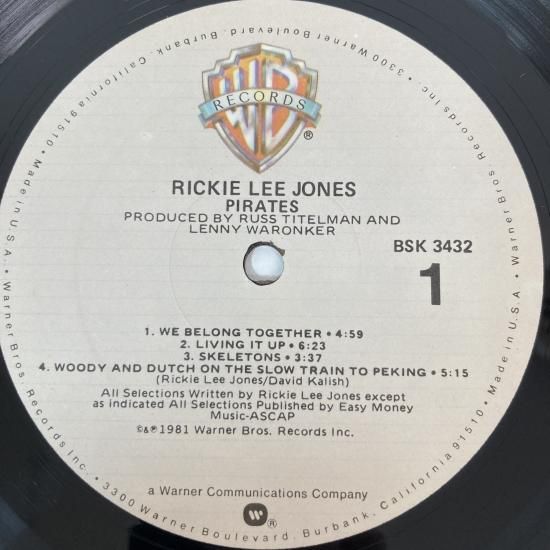 WB
RECORDS
®
RICKIE LEE JONES
PIRATES
PRODUCED BY RUSS TITELMAN AND
LENNY WARONKER
BSK 3432
1
1. WE BELONG TOGETHER • 4:59
2. LIVING IT UP • 6:23
3. SKELETONS • 3:37
4. WOODY AND DUTCH ON THE SLOW TRAIN TO PEKING • 5:15
(Rickie Lee Jones/David Kalish)
All Selections Written by Rickie Lee Jones except
as indicated All Selections Published by Easy Money
Music-ASCAP
©&℗1981 Warner Bros. Records Inc.
a Warner Communications Company
W®
Warner Bros. Records Inc. • 3300 Warner Boulevard, Burbank, California 91510 • Made in U.S.A. •
Warner Bros. Records Inc. • 3300 Warner Boulevard, Burbank, California 91510 • Made in U.S.A. •